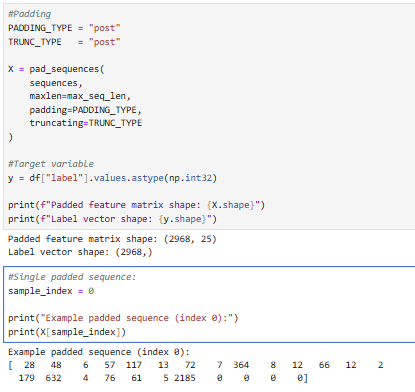 #Padding
PADDING_TYPE = "post"
TRUNC_TYPE   = "post"

X = pad_sequences(
    sequences,
    maxlen=max_seq_len,
    padding=PADDING_TYPE,
    truncating=TRUNC_TYPE
)

#Target variable
y = df["label"].values.astype(np.int32)

print(f"Padded feature matrix shape: {X.shape}")
print(f"Label vector shape: {y.shape}")
Padded feature matrix shape: (2968, 25)
Label vector shape: (2968,)
#Single padded sequence:
sample_index = 0

print("Example padded sequence (index 0):")
print(X[sample_index])
Example padded sequence (index 0):
[  28   48    6   57  117   13   72    7  364    8   12   66   12    2
  179  632    4   76   61    5 2185    0    0    0    0]